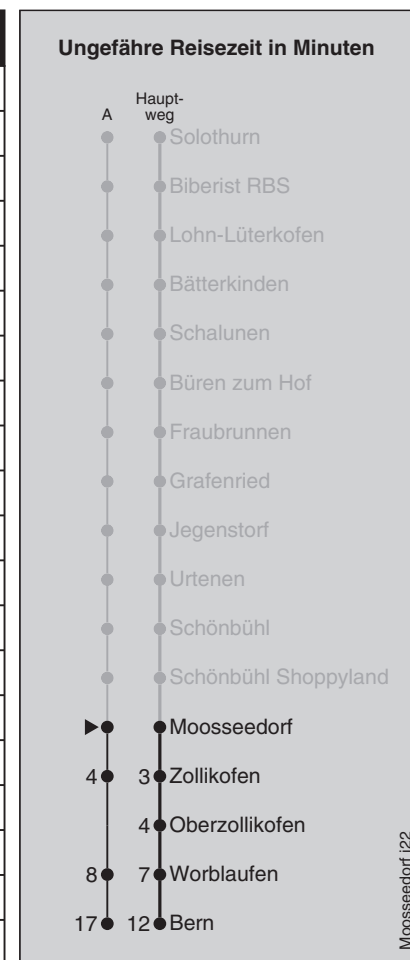 Ungefähre Reisezeit in Minuten
A Haupt-
weg
Solothurn
Biberist RBS
Lohn-Lüterkofen
Bätterkinden
Schalunen
Büren zum Hof
Fraubrunnen
Grafenried
Jegenstorf
Urtenen
Schönbühl
Schönbühl Shoppyland
Moosseedorf
4 3 Zollikofen
4 Oberzollikofen
8 7 Worblaufen
17 12 Bern
Moosseedorf j22